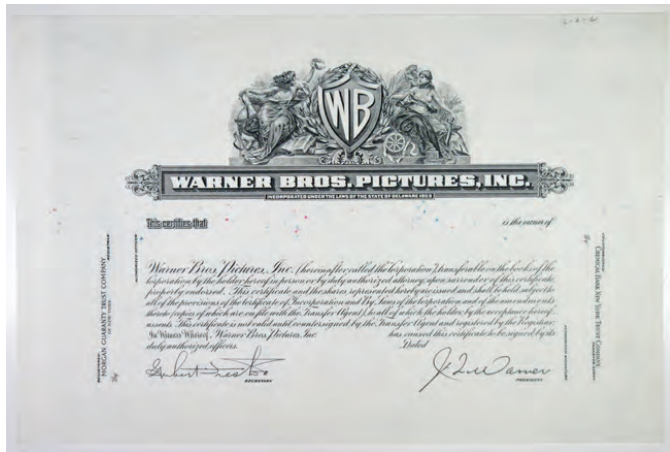 WB
WARNER BROS. PICTURES, INC.
INCORPORATED UNDER THE LAWS OF THE STATE OF DELAWARE 1923
This certifies that
is the owner of
Warner Bros. Pictures, Inc. (hereinafter called the Corporation) transferable on the books of the
Corporation by the holder hereof in person or by duly authorized attorney upon surrender of this certificate
properly endorsed. This certificate and the shares represented hereby are issued and shall be held subject to
all of the provisions of the Certificate of Incorporation and By-Laws of the Corporation and of the amendments
thereto (copies of which are on file with the Transfer Agent), to all of which the holder, by the acceptance hereof,
assents. This certificate is not valid until countersigned by the Transfer Agent and registered by the Registrar.
In Witness Whereof, Warner Bros. Pictures, Inc. has caused this certificate to be signed by its
duly authorized officers. Dated
SECRETARY
PRESIDENT
MORGAN GUARANTY TRUST COMPANY
OF NEW YORK
By
CHEMICAL BANK NEW YORK TRUST COMPANY
By